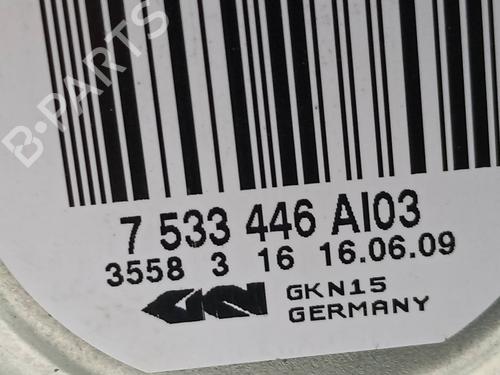 B-PARTS
7 533 446 AI03
3558 3 16 16.06.09
GKN GKN15
GERMANY